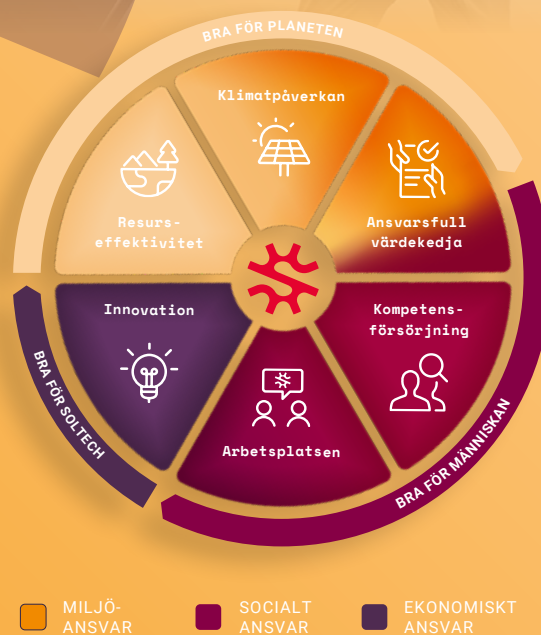 BRA FÖR PLANETEN
Klimatpåverkan
Resurs-
effektivitet
Ansvarsfull
värdekedja
Innovation
Kompetens-
försörjning
Arbetsplatsen
BRA FÖR SOLTECH
BRA FÖR MÄNNISKAN
MILJÖ-
ANSVAR
SOCIALT
ANSVAR
EKONOMISKT
ANSVAR